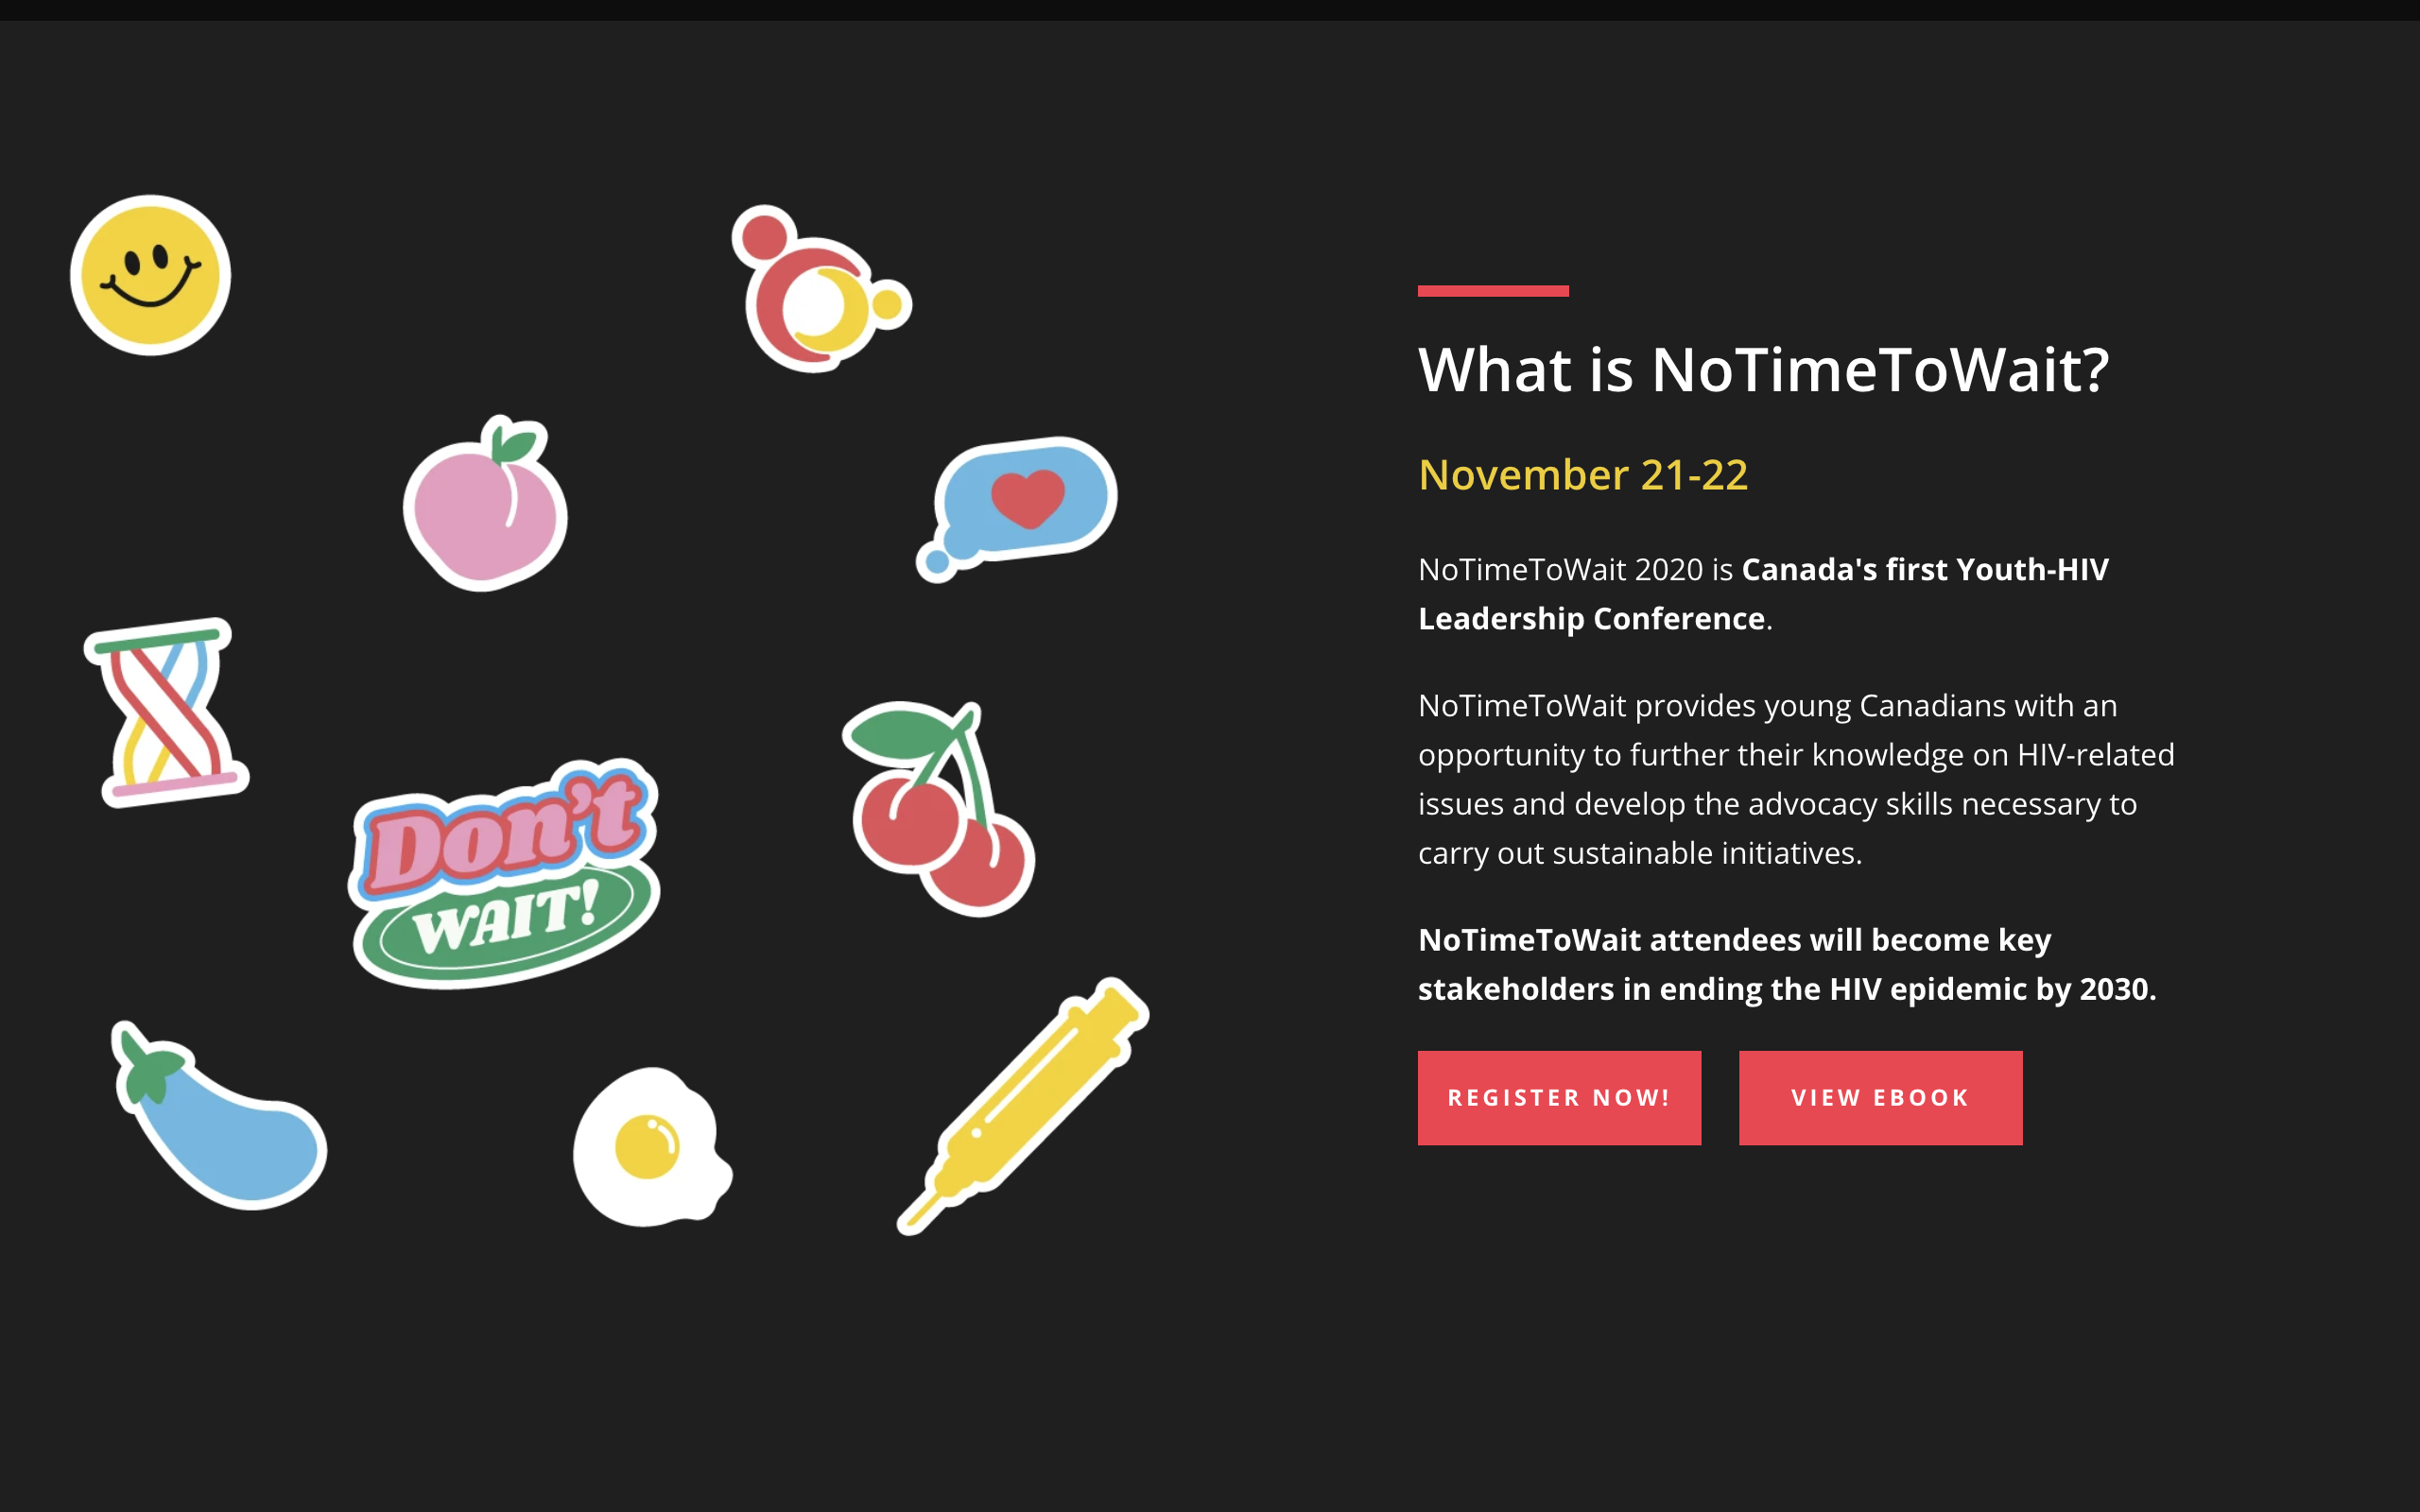 Don't
WAIT!
What is NoTimeToWait?
November 21-22
NoTimeToWait 2020 is Canada's first Youth-HIV
Leadership Conference.
NoTimeToWait provides young Canadians with an
opportunity to further their knowledge on HIV-related
issues and develop the advocacy skills necessary to
carry out sustainable initiatives.
NoTimeToWait attendees will become key
stakeholders in ending the HIV epidemic by 2030.
REGISTER NOW!
VIEW EBOOK